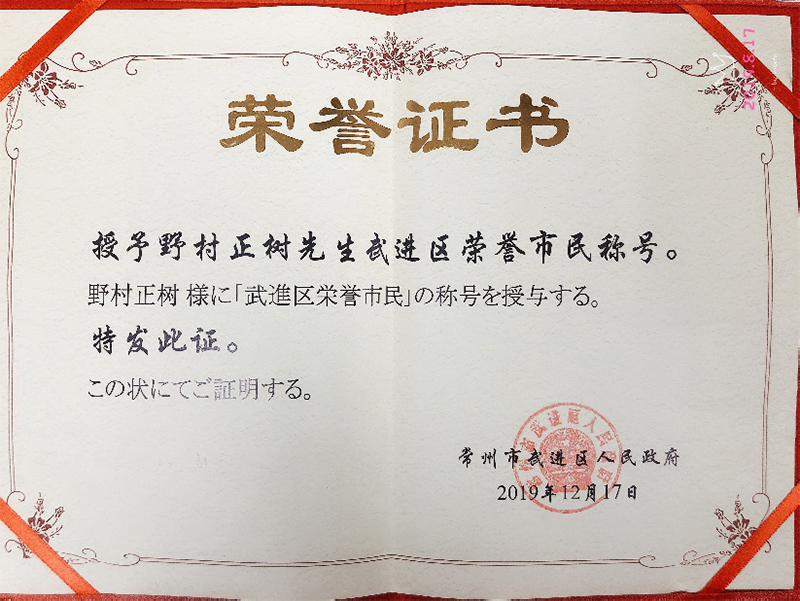 荣誉证书
授予野村正树先生武进区荣誉市民称号。
野村正树 様に「武進区栄誉市民」の称号を授与する。
特发此证。
この状にてご証明する。
常州市武进区人民政府
2019年12月17日